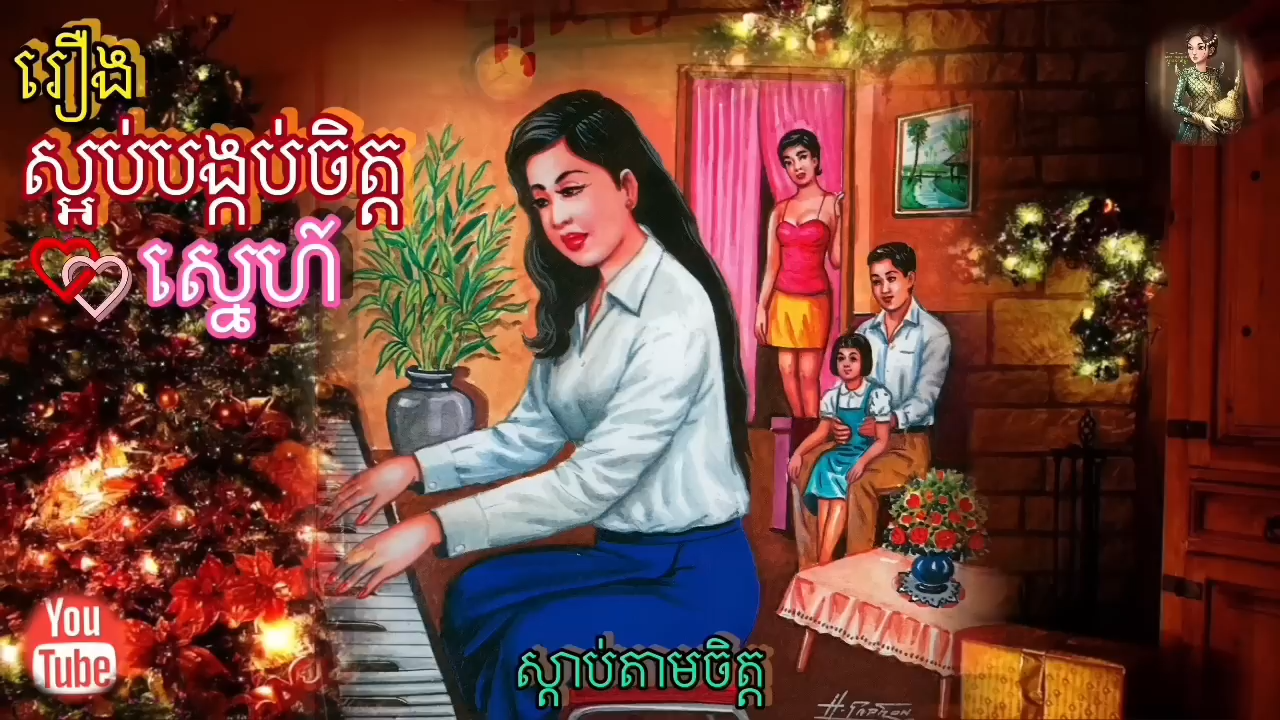 រឿង
ស្អប់បង្កប់ចិត្ត
ស្នេហ៍
You
Tube
ស្ដាប់តាមចិត្ត